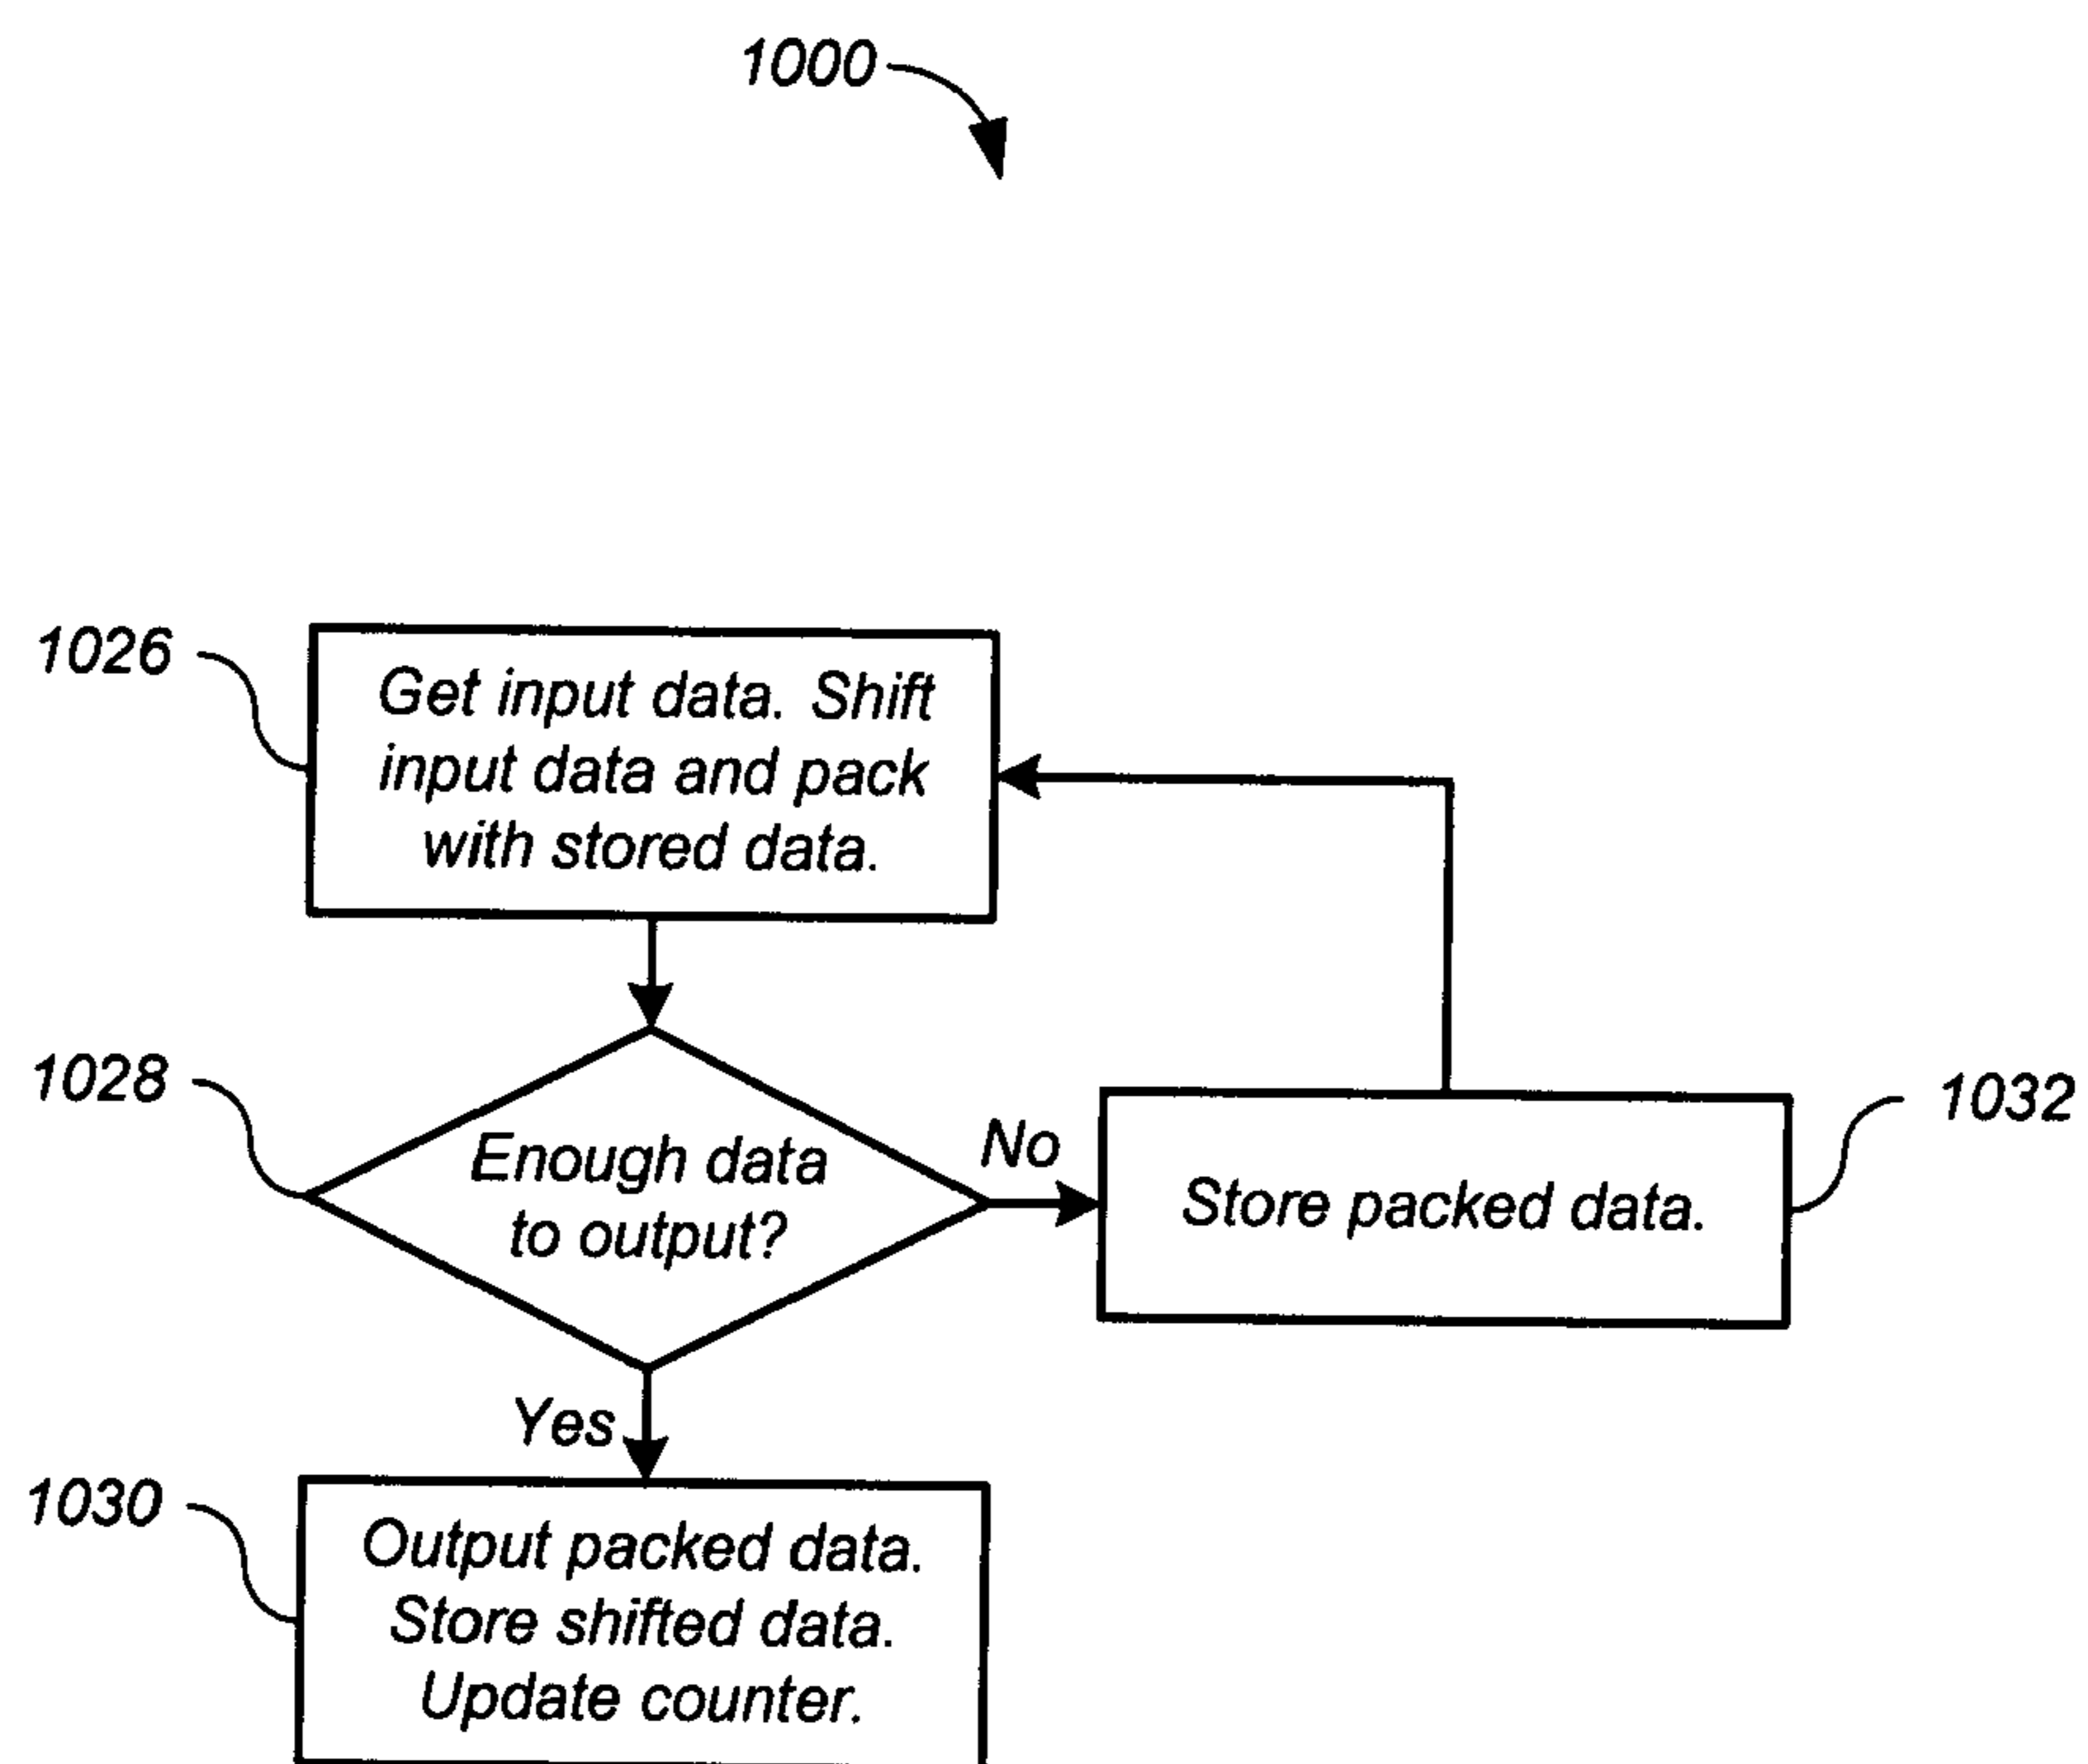 1000
1026
Get input data. Shift
input data and pack
with stored data.
1028
Enough data
to output?
No
1032
Store packed data.
Yes
1030
Output packed data.
Store shifted data.
Update counter.